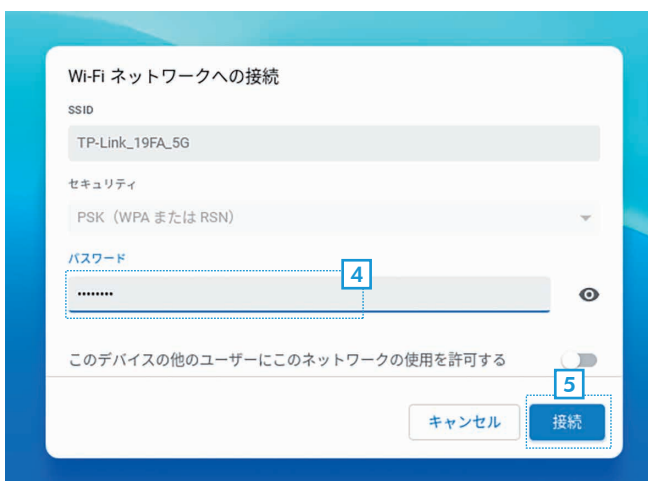 Wi-Fi ネットワークへの接続
SSID
TP-Link_19FA_5G
セキュリティ
PSK（WPA または RSN）
パスワード
4
••••••••
このデバイスの他のユーザーにこのネットワークの使用を許可する
5
キャンセル 接続